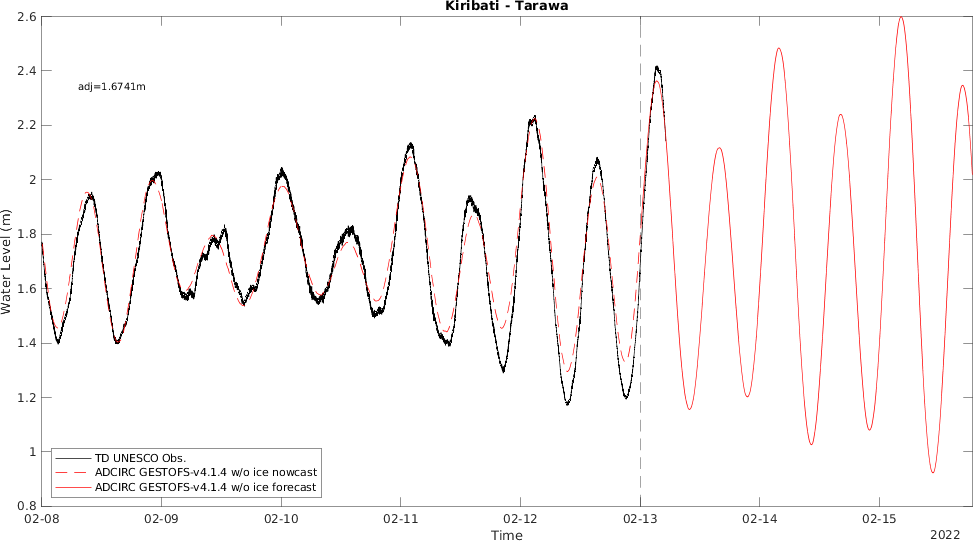 Kiribati - Tarawa
2.6
2.4
adj=1.6741m
2.2
2
1.8
Water Level (m)
1.6
1.4
1.2
1
0.8
TD UNESCO Obs.
ADCIRC GESTOFS-v4.1.4 w/o ice nowcast
ADCIRC GESTOFS-v4.1.4 w/o ice forecast
02-08 02-09 02-10 02-11 02-12 02-13 02-14 02-15
Time
2022